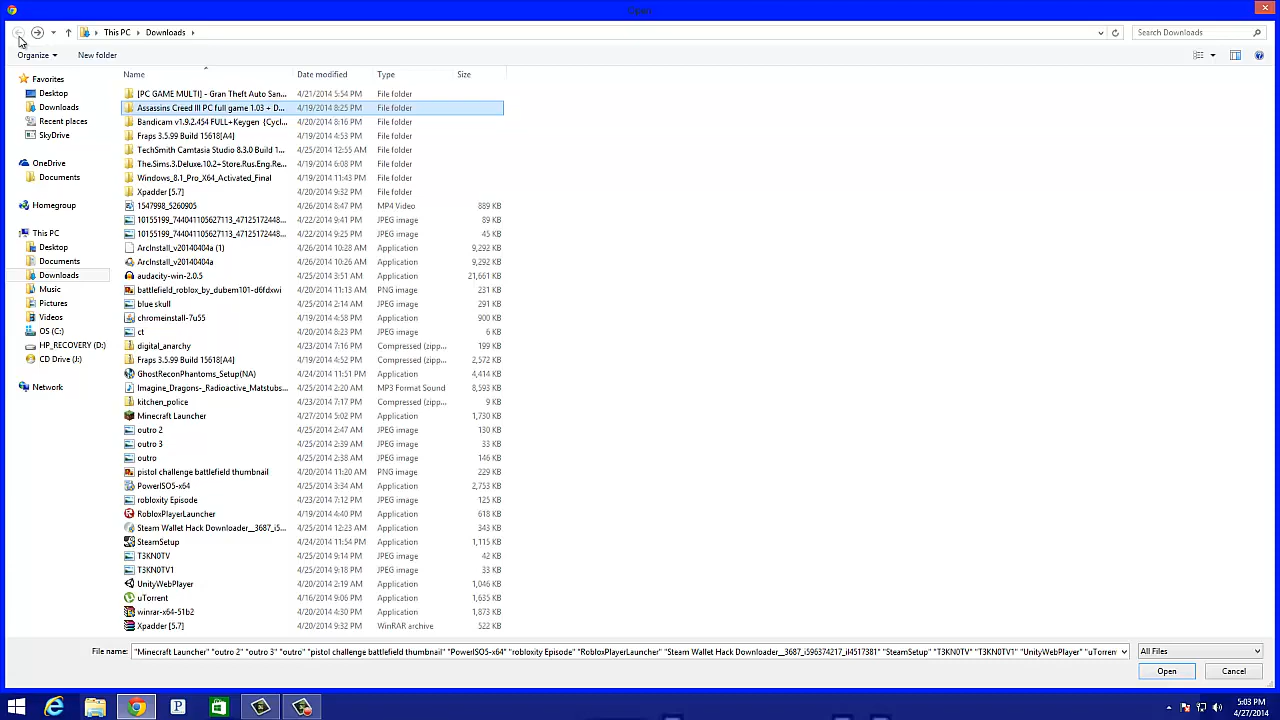 Open
This PC Downloads Search Downloads
Organize New folder
Name Date modified Type Size
Favorites
Desktop
Downloads
Recent places
SkyDrive
OneDrive
Documents
Homegroup
This PC
Desktop
Documents
Downloads
Music
Pictures
Videos
OS (C:)
HP_RECOVERY (D:)
CD Drive (J:)
Network
[PC GAME MULTI] - Gran Theft Auto San... 4/21/2014 5:54 PM File folder
Assassins Creed III PC full game 1.03 + D... 4/19/2014 8:25 PM File folder
Bandicam v1.9.2.454 FULL+Keygen {Cycl... 4/20/2014 8:16 PM File folder
Fraps 3.5.99 Build 15618[A4] 4/19/2014 4:53 PM File folder
TechSmith Camtasia Studio 8.3.0 Build 1... 4/25/2014 12:55 AM File folder
The.Sims.3.Deluxe.10.2+Store.Rus.Eng.Re... 4/19/2014 6:08 PM File folder
Windows_8.1_Pro_X64_Activated_Final 4/19/2014 11:43 PM File folder
Xpadder [5.7] 4/20/2014 9:32 PM File folder
1547998_5260905 4/26/2014 8:47 PM MP4 Video 889 KB
10155199_744041105627113_47125172448... 4/22/2014 9:41 PM JPEG image 89 KB
10155199_744041105627113_47125172448... 4/22/2014 9:25 PM JPEG image 45 KB
ArcInstall_v20140404a (1) 4/26/2014 10:28 AM Application 9,292 KB
ArcInstall_v20140404a 4/26/2014 10:26 AM Application 9,292 KB
audacity-win-2.0.5 4/25/2014 3:51 AM Application 21,661 KB
battlefield_roblox_by_dubem101-d6fdxwi 4/20/2014 11:13 AM PNG image 231 KB
blue skull 4/25/2014 2:14 AM JPEG image 291 KB
chromeinstall-7u55 4/19/2014 4:58 PM Application 900 KB
ct 4/20/2014 8:23 PM JPEG image 6 KB
digital_anarchy 4/23/2014 7:16 PM Compressed (zipp... 199 KB
Fraps 3.5.99 Build 15618[A4] 4/19/2014 4:52 PM Compressed (zipp... 2,572 KB
GhostReconPhantoms_Setup(NA) 4/24/2014 11:51 PM Application 4,414 KB
Imagine_Dragons-_Radioactive_Matstubs... 4/25/2014 2:20 AM MP3 Format Sound 8,593 KB
kitchen_police 4/23/2014 7:17 PM Compressed (zipp... 9 KB
Minecraft Launcher 4/27/2014 5:02 PM Application 1,730 KB
outro 2 4/25/2014 2:47 AM JPEG image 130 KB
outro 3 4/25/2014 2:39 AM JPEG image 33 KB
outro 4/25/2014 2:38 AM JPEG image 146 KB
pistol challenge battlefield thumbnail 4/20/2014 11:20 AM PNG image 229 KB
PowerISO5-x64 4/25/2014 3:34 AM Application 2,753 KB
robloxity Episode 4/23/2014 7:12 PM JPEG image 125 KB
RobloxPlayerLauncher 4/19/2014 4:40 PM Application 618 KB
Steam Wallet Hack Downloader__3687_i5... 4/25/2014 12:23 AM Application 343 KB
SteamSetup 4/24/2014 11:54 PM Application 1,115 KB
T3KN0TV 4/25/2014 9:14 PM JPEG image 42 KB
T3KN0TV1 4/25/2014 9:18 PM JPEG image 33 KB
UnityWebPlayer 4/20/2014 2:19 AM Application 1,046 KB
uTorrent 4/16/2014 9:06 PM Application 1,635 KB
winrar-x64-51b2 4/20/2014 4:30 PM Application 1,873 KB
Xpadder [5.7] 4/20/2014 9:32 PM WinRAR archive 522 KB
File name: "Minecraft Launcher" "outro 2" "outro 3" "outro" "pistol challenge battlefield thumbnail" "PowerISO5-x64" "robloxity Episode" "RobloxPlayerLauncher" "Steam Wallet Hack Downloader__3687_i596374217_il4517381" "SteamSetup" "T3KN0TV" "T3KN0TV1" "UnityWebPlayer" "uTorren All Files
Open Cancel
5:03 PM
4/27/2014